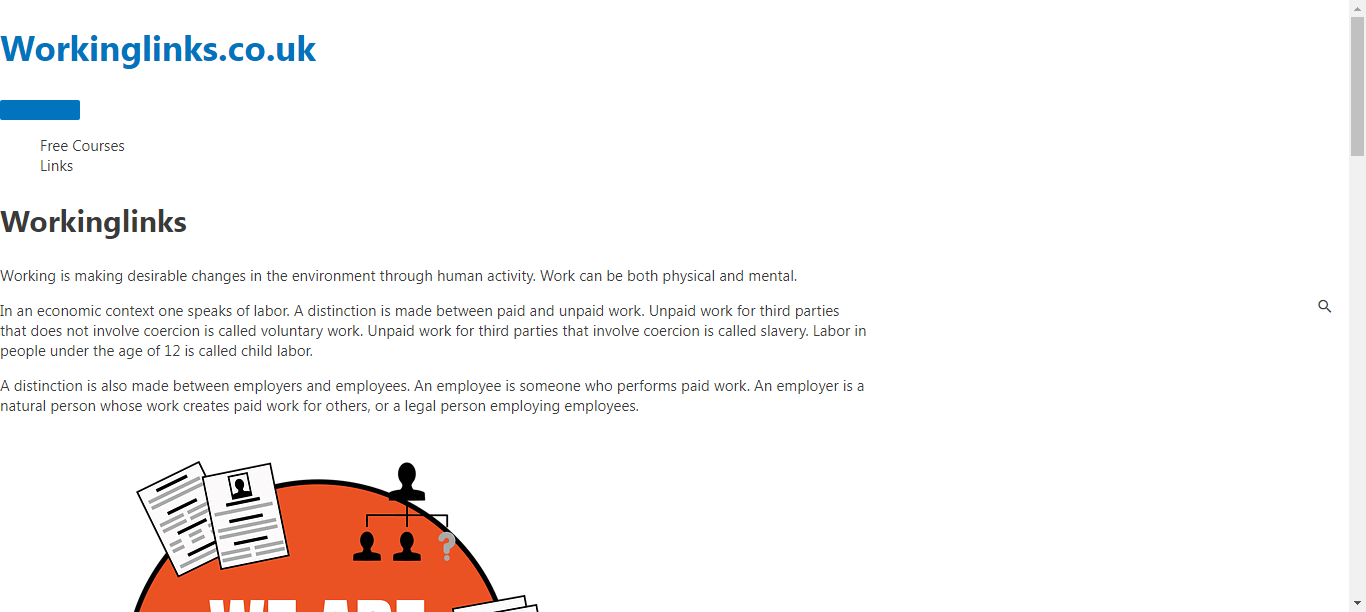 Workinglinks.co.uk
Free Courses
Links
Workinglinks
Working is making desirable changes in the environment through human activity. Work can be both physical and mental.
In an economic context one speaks of labor. A distinction is made between paid and unpaid work. Unpaid work for third parties
that does not involve coercion is called voluntary work. Unpaid work for third parties that involve coercion is called slavery. Labor in
people under the age of 12 is called child labor.
A distinction is also made between employers and employees. An employee is someone who performs paid work. An employer is a
natural person whose work creates paid work for others, or a legal person employing employees.
?
WE ARE